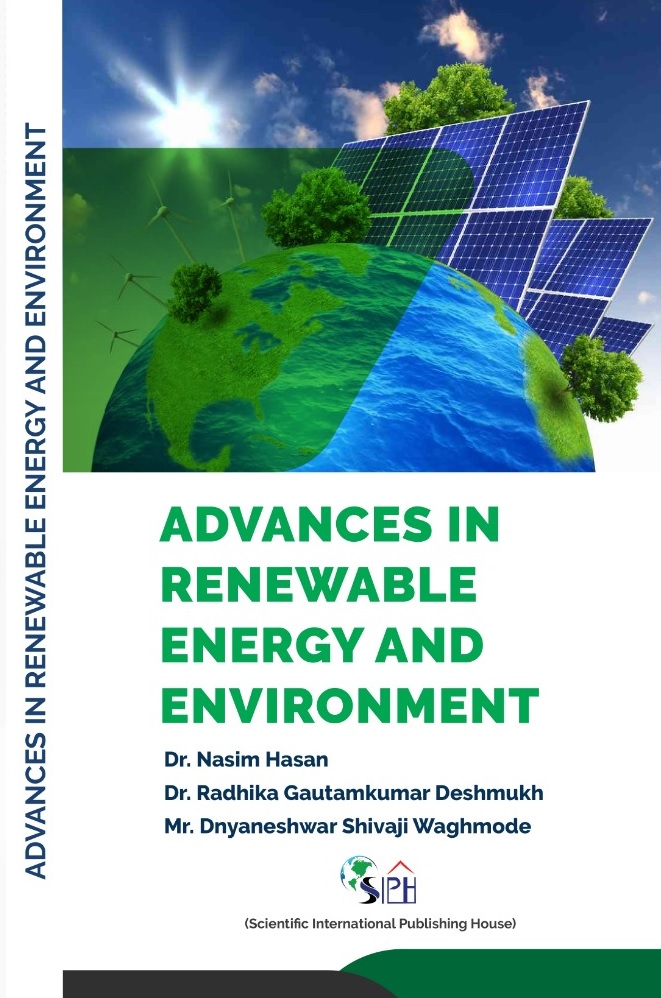 ADVANCES IN RENEWABLE ENERGY AND ENVIRONMENT
ADVANCES IN
RENEWABLE
ENERGY AND
ENVIRONMENT
Dr. Nasim Hasan
Dr. Radhika Gautamkumar Deshmukh
Mr. Dnyaneshwar Shivaji Waghmode
SIPH
(Scientific International Publishing House)